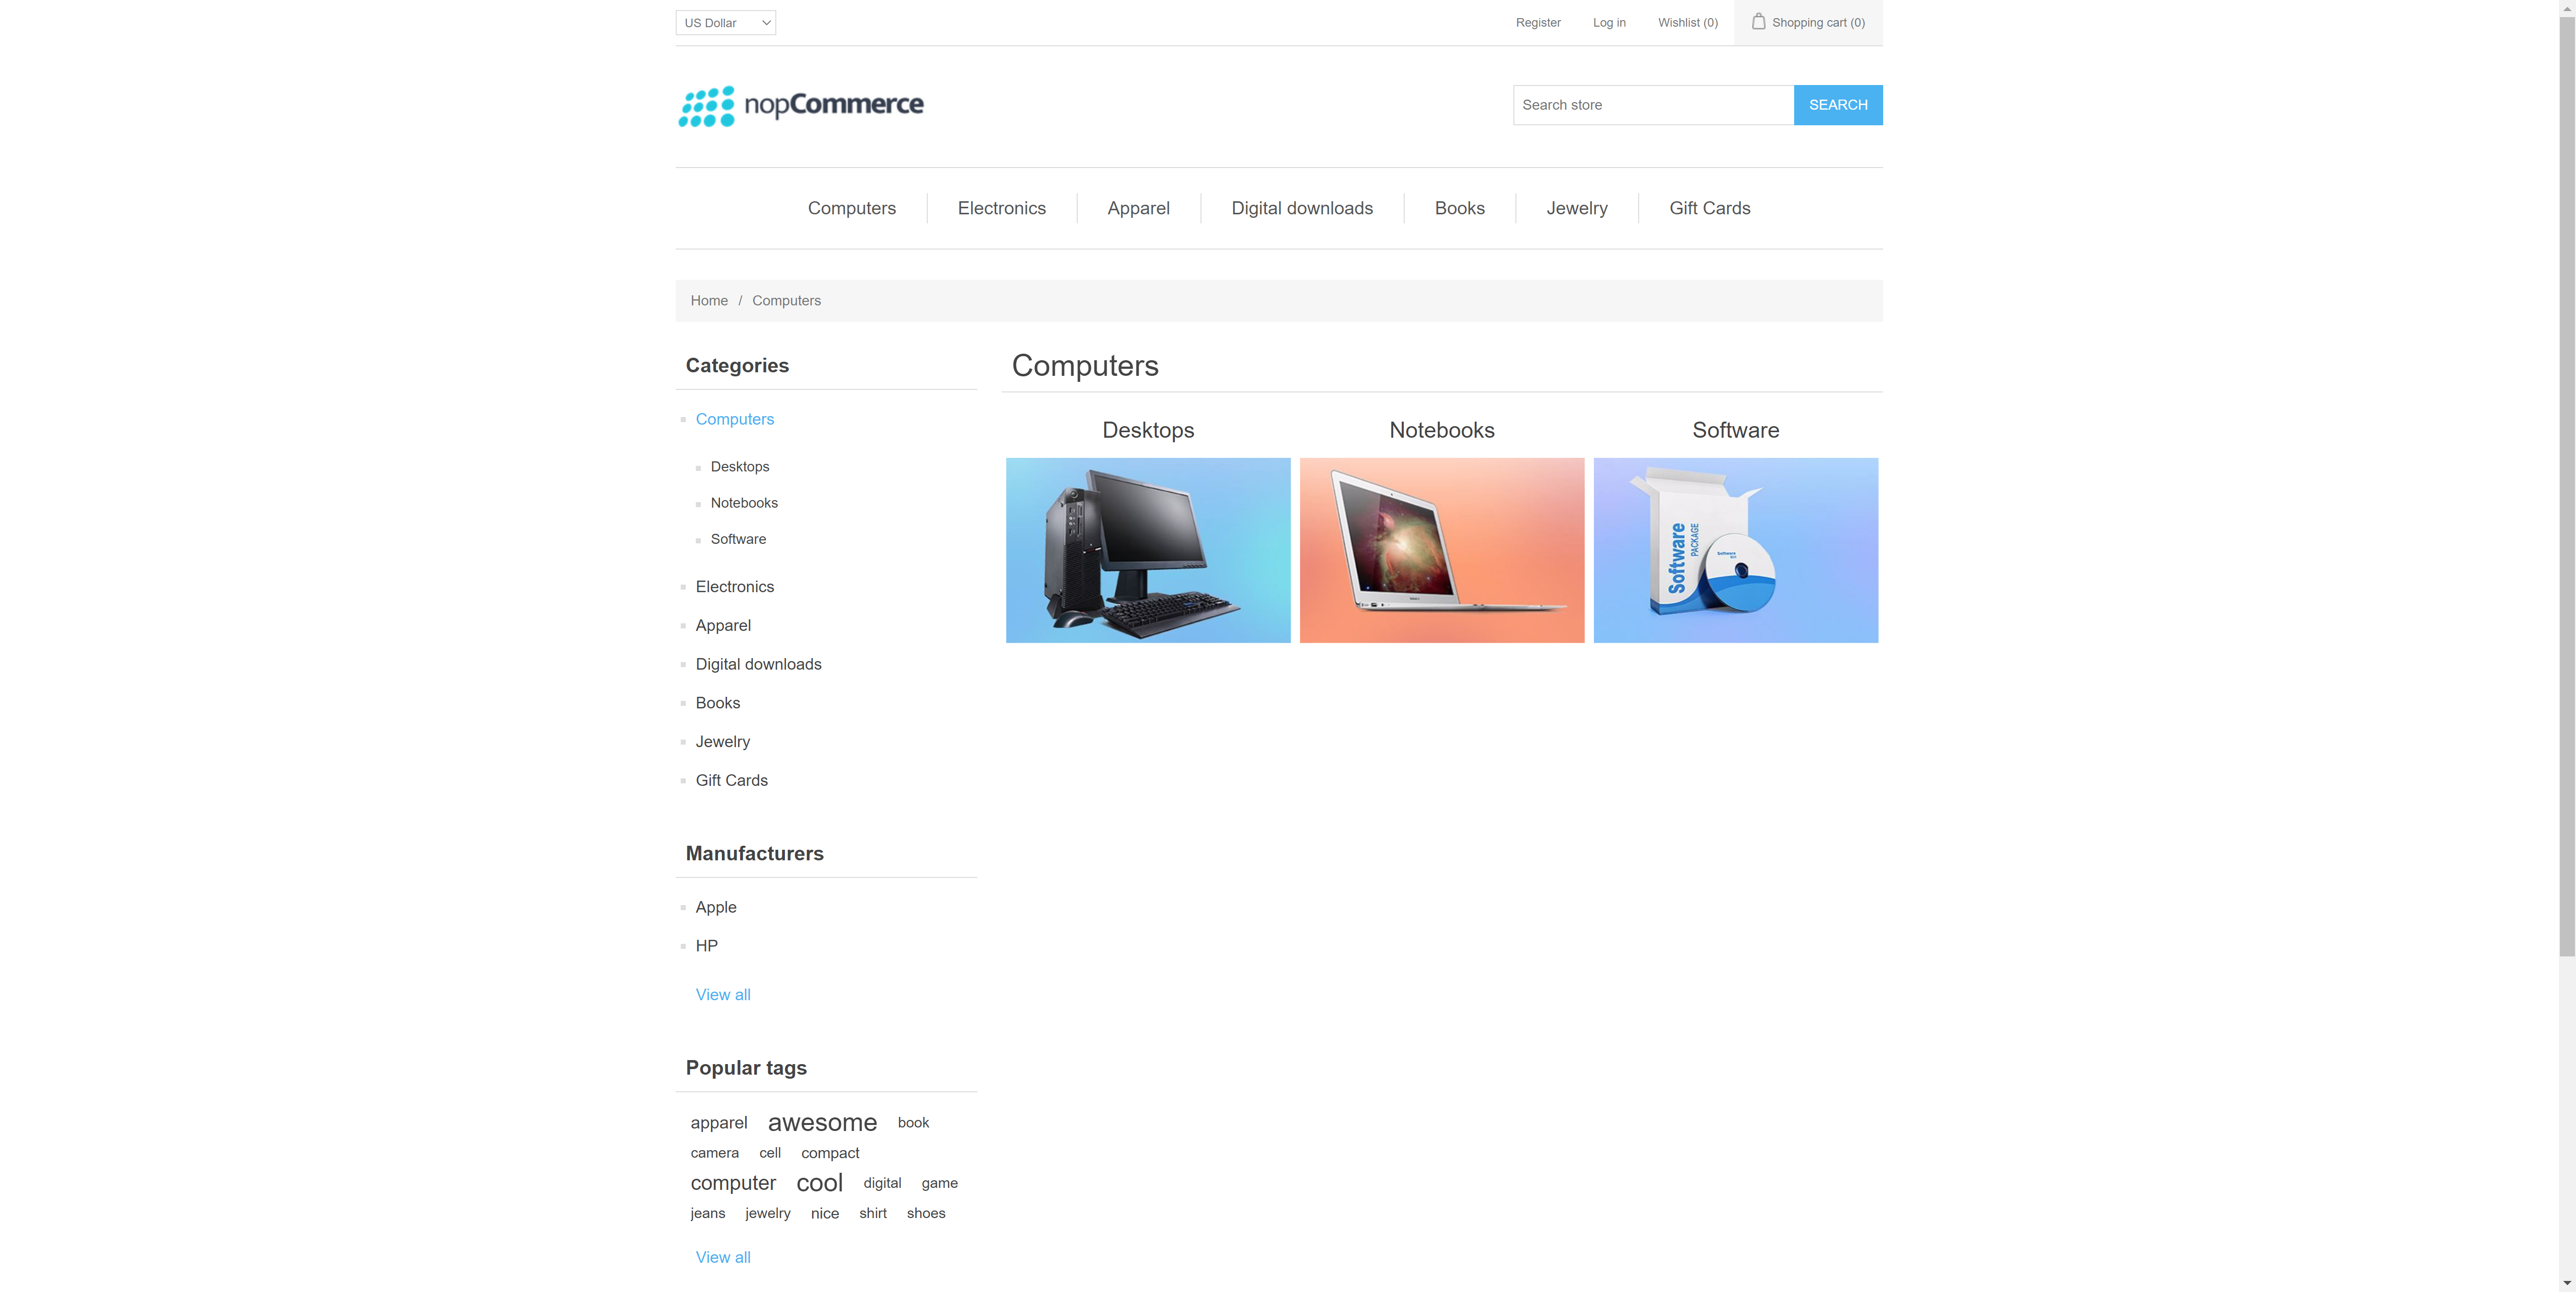 US Dollar
Register Log in Wishlist (0) Shopping cart (0)
nopCommerce
Search store SEARCH
Computers Electronics Apparel Digital downloads Books Jewelry Gift Cards
Home / Computers
Categories
Computers
Desktops
Notebooks
Software
Electronics
Apparel
Digital downloads
Books
Jewelry
Gift Cards
Manufacturers
Apple
HP
View all
Popular tags
apparel awesome book
camera cell compact
computer cool digital game
jeans jewelry nice shirt shoes
View all
Computers
Desktops Notebooks Software
Software
PACKAGE
Software